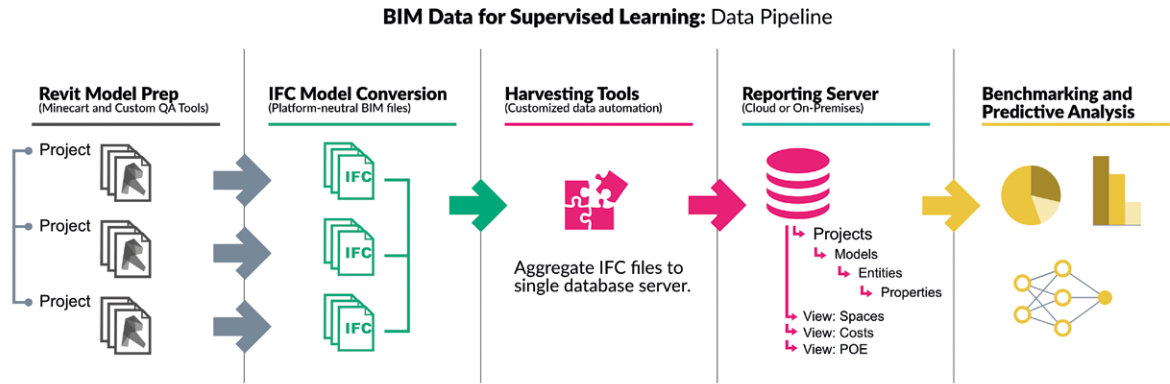 BIM Data for Supervised Learning: Data Pipeline
Revit Model Prep
(Minecart and Custom QA Tools)
Project
Project
Project
IFC Model Conversion
(Platform-neutral BIM files)
IFC
IFC
IFC
Harvesting Tools
(Customized data automation)
Aggregate IFC files to
single database server.
Reporting Server
(Cloud or On-Premises)
Projects
Models
Entities
Properties
View: Spaces
View: Costs
View: POE
Benchmarking and
Predictive Analysis